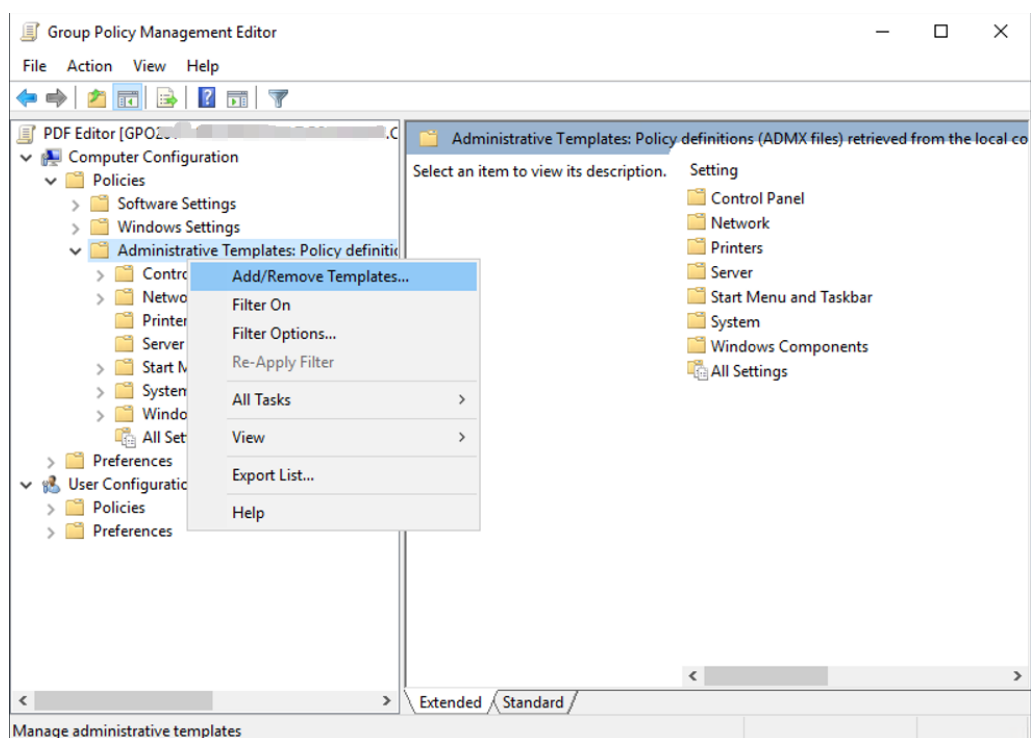 Group Policy Management Editor
File Action View Help
PDF Editor [GPO
Computer Configuration
Policies
Software Settings
Windows Settings
Administrative Templates: Policy definitic
Contro
Netwo
Printer
Server
Start M
System
Windo
All Set
Preferences
User Configuratic
Policies
Preferences
Add/Remove Templates...
Filter On
Filter Options...
Re-Apply Filter
All Tasks
View
Export List...
Help
Administrative Templates: Policy definitions (ADMX files) retrieved from the local co
Select an item to view its description.
Setting
Control Panel
Network
Printers
Server
Start Menu and Taskbar
System
Windows Components
All Settings
Extended Standard
Manage administrative templates